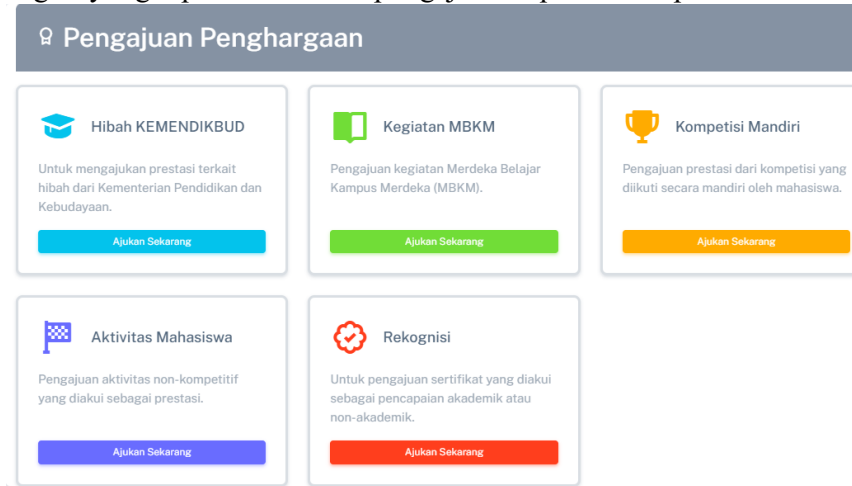 Pengajuan Penghargaan
Hibah KEMENDIKBUD
Untuk mengajukan prestasi terkait
hibah dari Kementerian Pendidikan dan
Kebudayaan.
Ajukan Sekarang
Kegiatan MBKM
Pengajuan kegiatan Merdeka Belajar
Kampus Merdeka (MBKM).
Ajukan Sekarang
Kompetisi Mandiri
Pengajuan prestasi dari kompetisi yang
diikuti secara mandiri oleh mahasiswa.
Ajukan Sekarang
Aktivitas Mahasiswa
Pengajuan aktivitas non-kompetitif
yang diakui sebagai prestasi.
Ajukan Sekarang
Rekognisi
Untuk pengajuan sertifikat yang diakui
sebagai pencapaian akademik atau
non-akademik.
Ajukan Sekarang